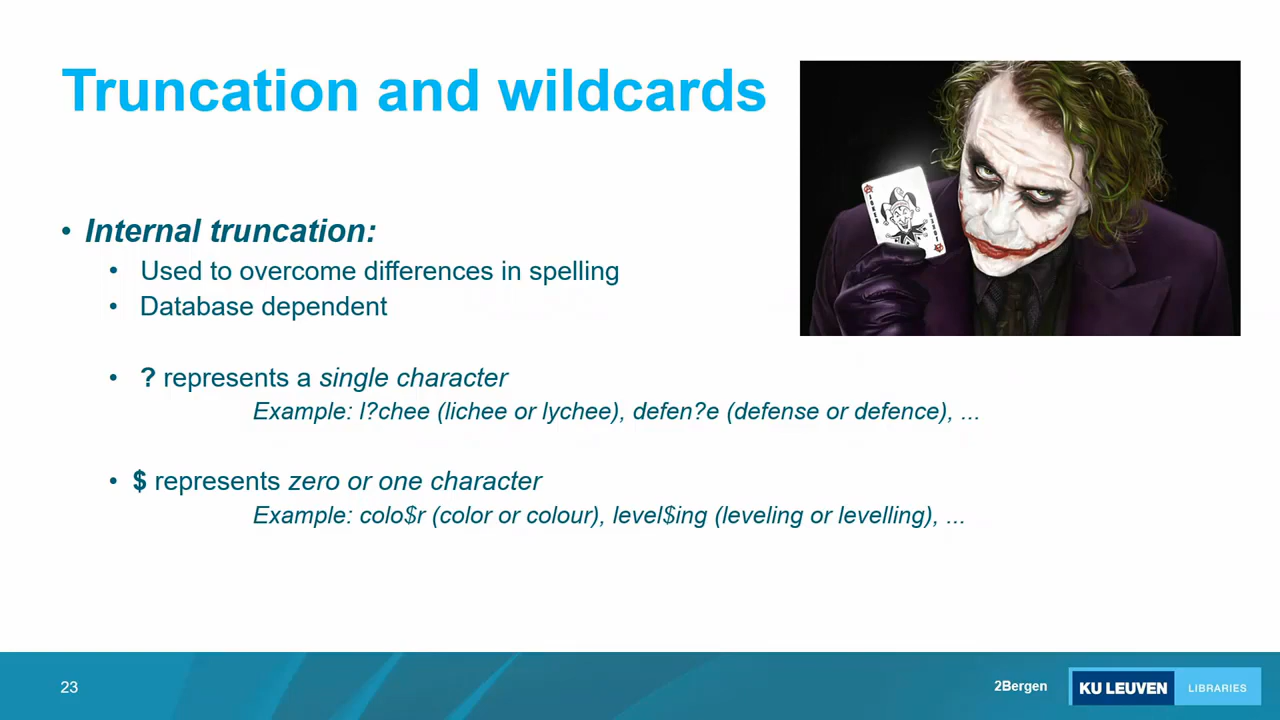 Truncation and wildcards
• Internal truncation:
• Used to overcome differences in spelling
• Database dependent
• ? represents a single character
Example: l?chee (lichee or lychee), defen?e (defense or defence), ...
• $ represents zero or one character
Example: colo$r (color or colour), level$ing (leveling or levelling), ...
JOKER
JOKER
23
2Bergen
KU LEUVEN LIBRARIES